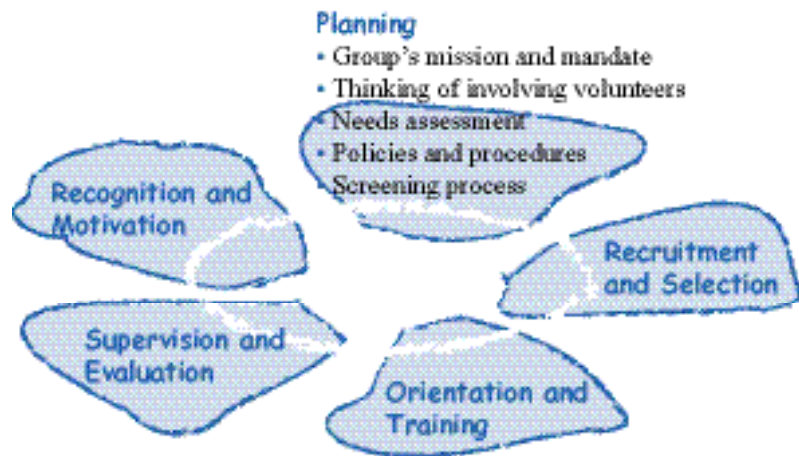 Planning
• Group's mission and mandate
• Thinking of involving volunteers
• Needs assessment
• Policies and procedures
• Screening process
Recruitment
and Selection
Orientation and
Training
Supervision and
Evaluation
Recognition and
Motivation